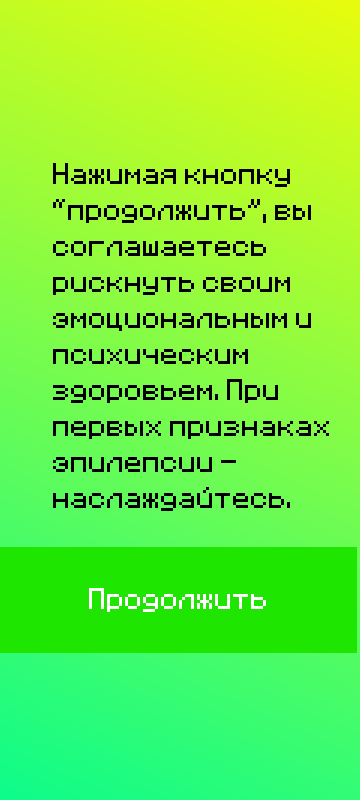 Нажимая кнопку
“продолжить”, вы
соглашаетесь
рискнуть своим
эмоциональным и
психическим
здоровьем. При
первых признаках
эпилепсии –
наслаждайтесь.
Продолжить